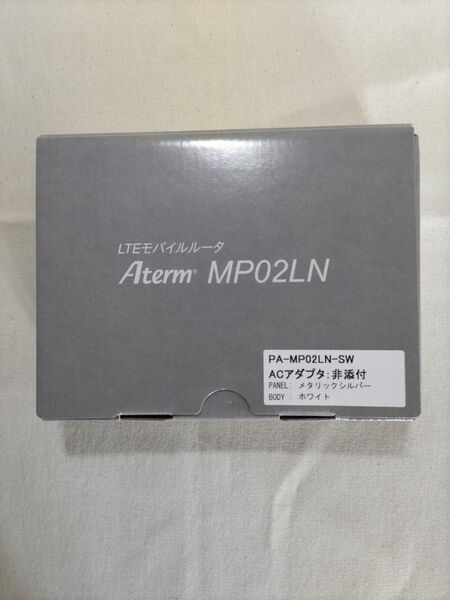 LTEモバイルルータ
Aterm® MP02LN
PA-MP02LN-SW
ACアダプタ:非添付
PANEL: メタリックシルバー
BODY : ホワイト